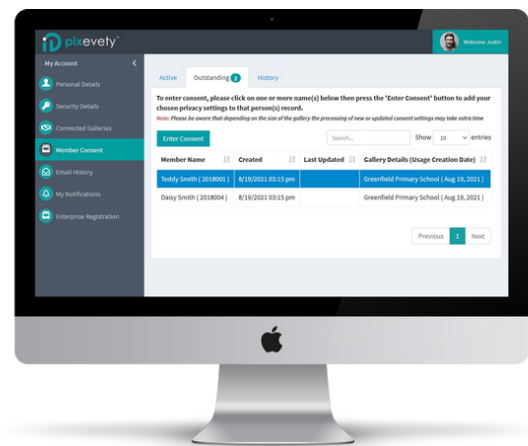 pixevety
Welcome Justin
My Account
Active Outstanding 2 History
Personal Details
Security Details
Connected Galleries
Member Consent
Email History
My Notifications
Enterprise Registration
To enter consent, please click on one or more name(s) below then press the 'Enter Consent' button to add your
chosen privacy settings to that person(s) record.
Note: Please be aware that depending on the size of the gallery the processing of new or updated consent settings may take extra time
Enter Consent Search... Show 10 entries
Member Name Created Last Updated Gallery Details (Usage Creation Date)
Teddy Smith ( 2018001 ) 8/19/2021 03:15 pm Greenfield Primary School ( Aug 19, 2021 )
Daisy Smith ( 2018004 ) 8/19/2021 03:15 pm Greenfield Primary School ( Aug 19, 2021 )
Previous 1 Next